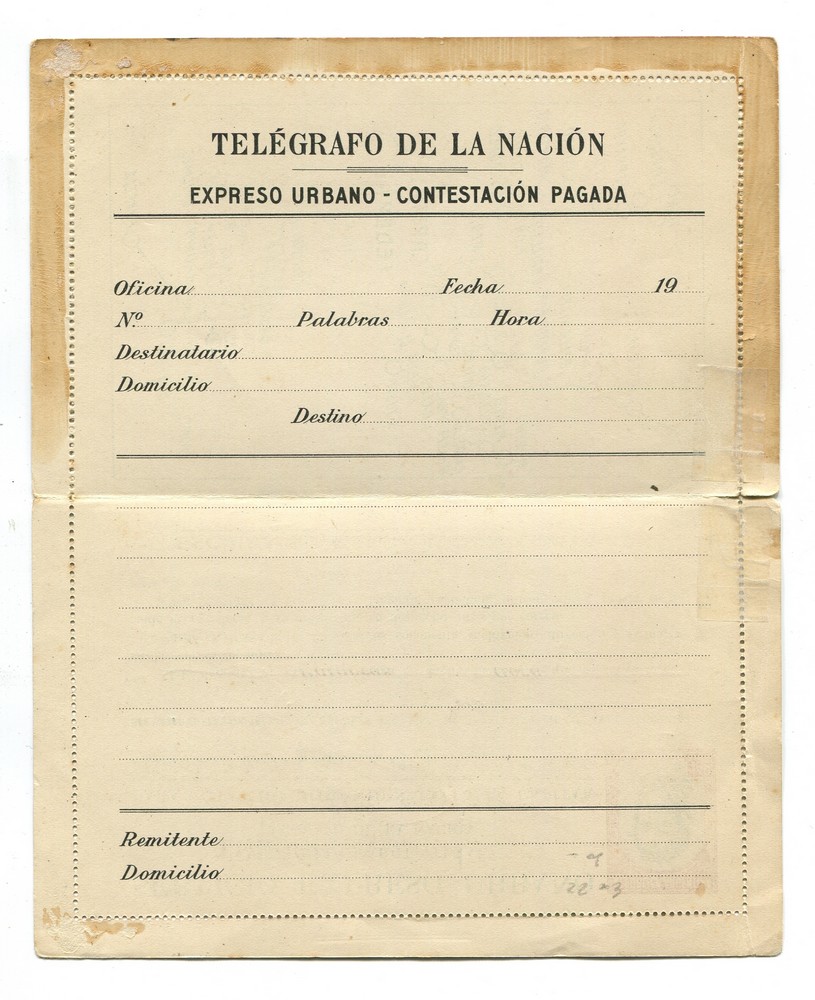 TELÉGRAFO DE LA NACIÓN
EXPRESO URBANO - CONTESTACIÓN PAGADA
Oficina Fecha 19
Nº Palabras Hora
Destinatario
Domicilio
Destino
Remitente
Domicilio